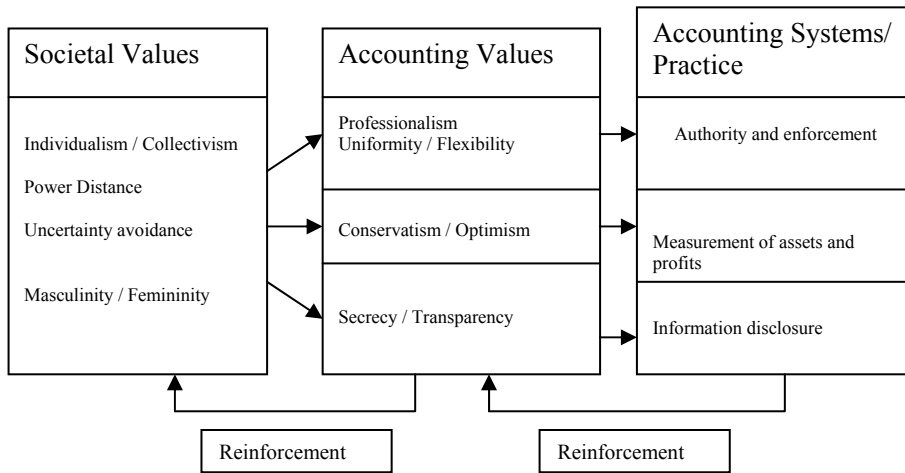 Societal Values
Individualism / Collectivism
Power Distance
Uncertainty avoidance
Masculinity / Femininity
Accounting Values
Professionalism
Uniformity / Flexibility
Conservatism / Optimism
Secrecy / Transparency
Accounting Systems/
Practice
Authority and enforcement
Measurement of assets and
profits
Information disclosure
Reinforcement
Reinforcement